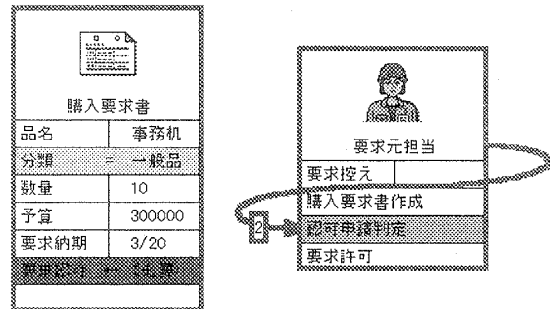 購入要求書
品名 事務机
分類 = 一般品
数量 10
予算 300000
要求納期 3/20
要求元担当
要求控え
購入要求書作成
2 認可申請判定
要求許可